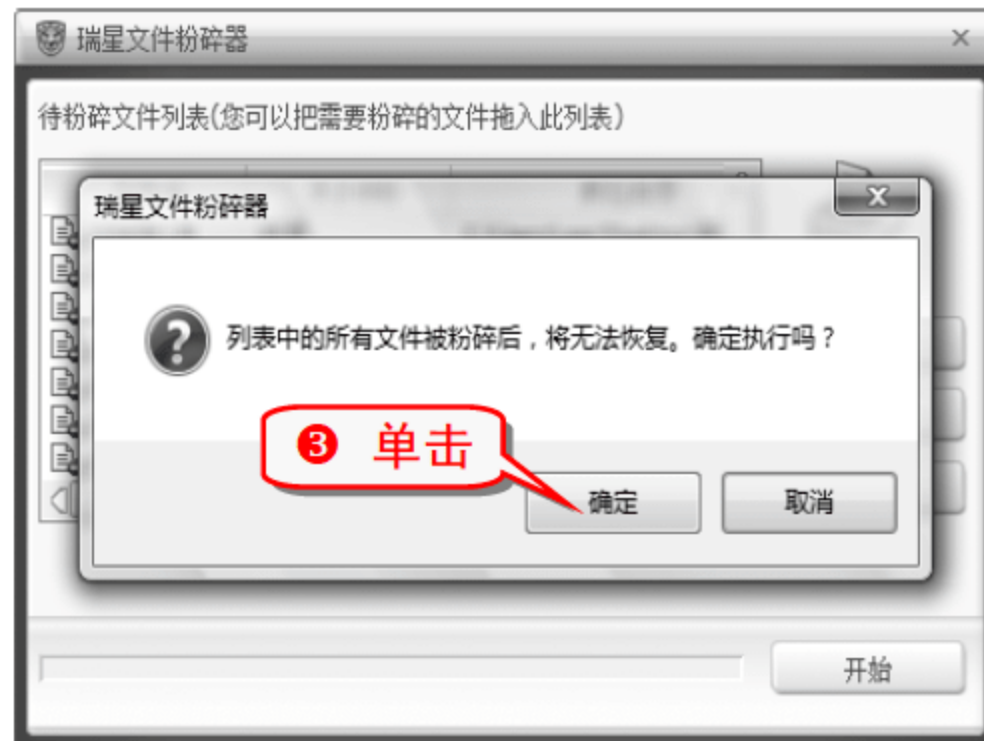 瑞星文件粉碎器
待粉碎文件列表(您可以把需要粉碎的文件拖入此列表)
瑞星文件粉碎器
列表中的所有文件被粉碎后，将无法恢复。确定执行吗？
❸ 单击
确定
取消
开始